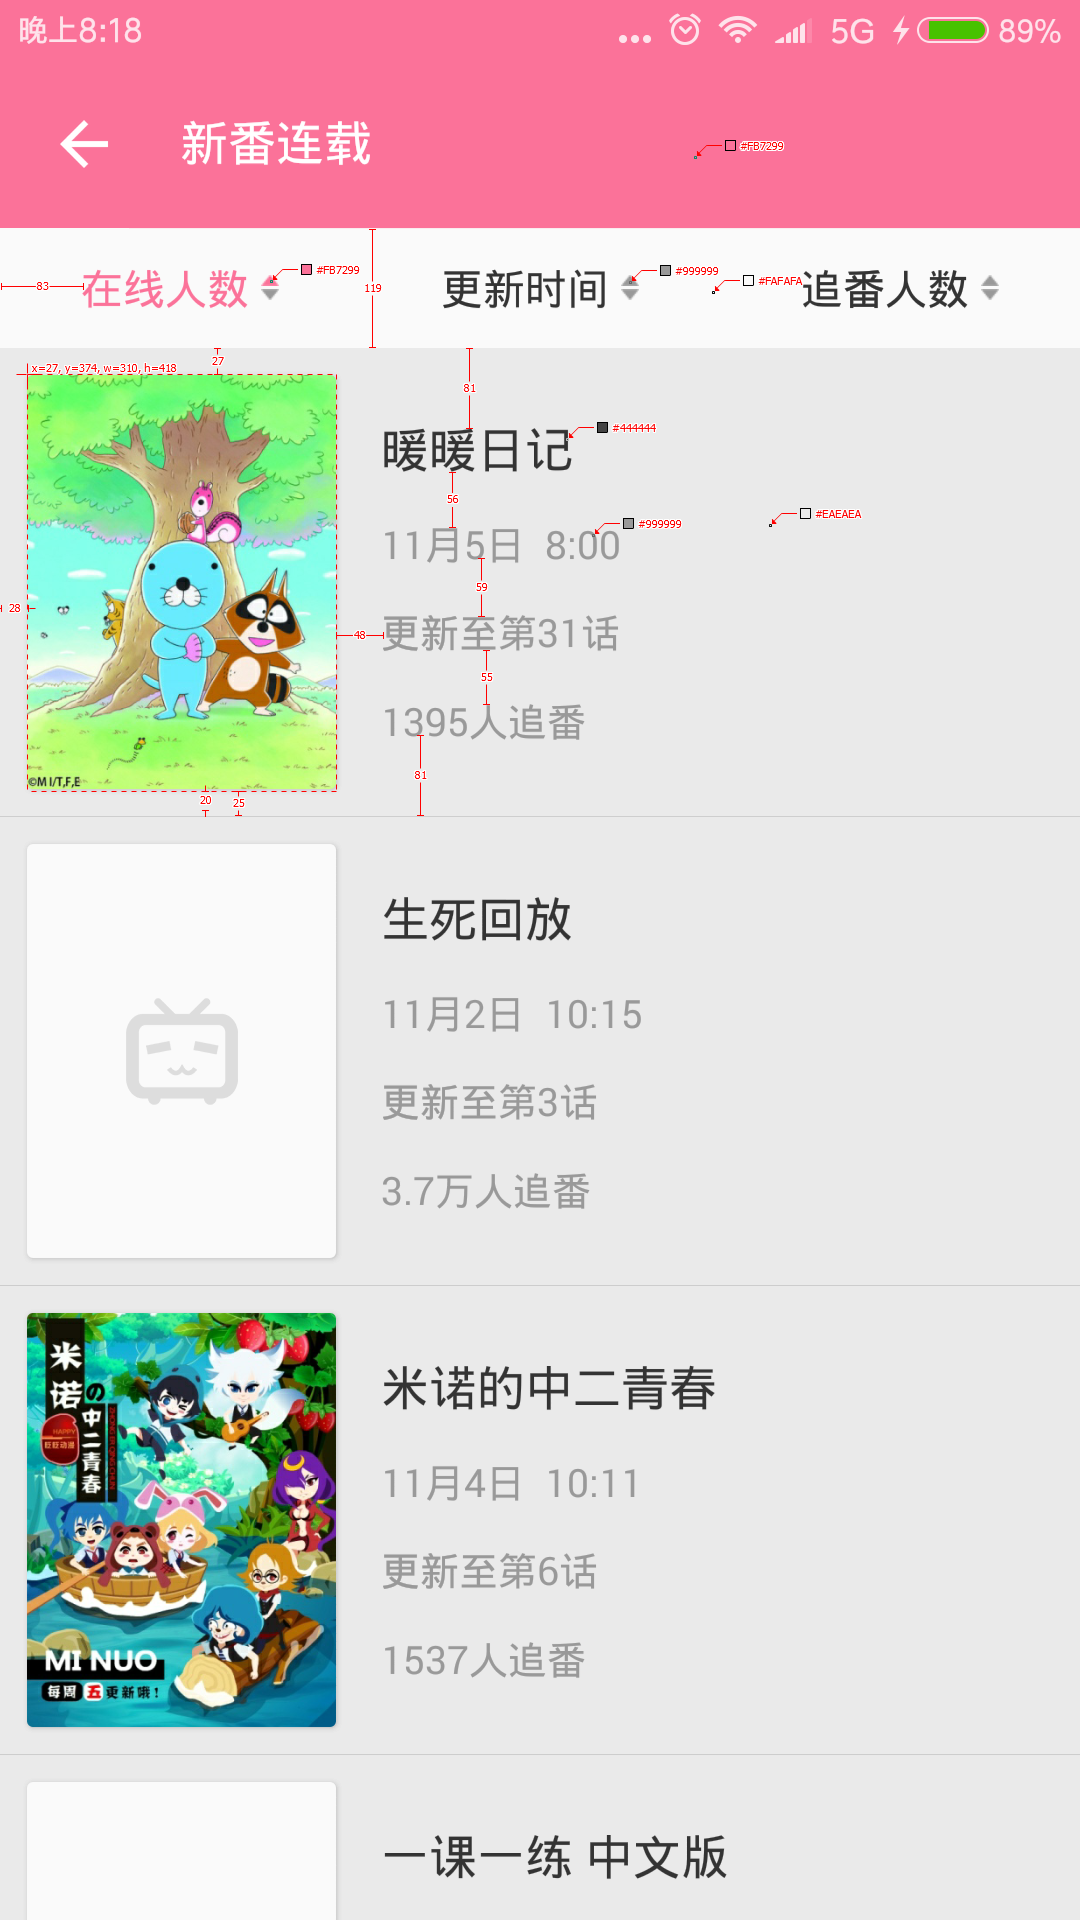 晚上8:18
5G 89%
新番连载
#FB7299
在线人数
#FB7299
更新时间
#999999
#FAFAFA
追番人数
83
119
27
x=27, y=374, w=310, h=418
81
暖暖日记
#444444
56
#EAEAEA
#999999
11月5日 8:00
59
28
48
更新至第31话
55
1395人追番
81
©M I/T,F,E
20
25
生死回放
11月2日 10:15
更新至第3话
3.7万人追番
米诺の中二青春
HAPPY
MI NUO
每周五更新哦!
米诺的中二青春
11月4日 10:11
更新至第6话
1537人追番
一课一练 中文版